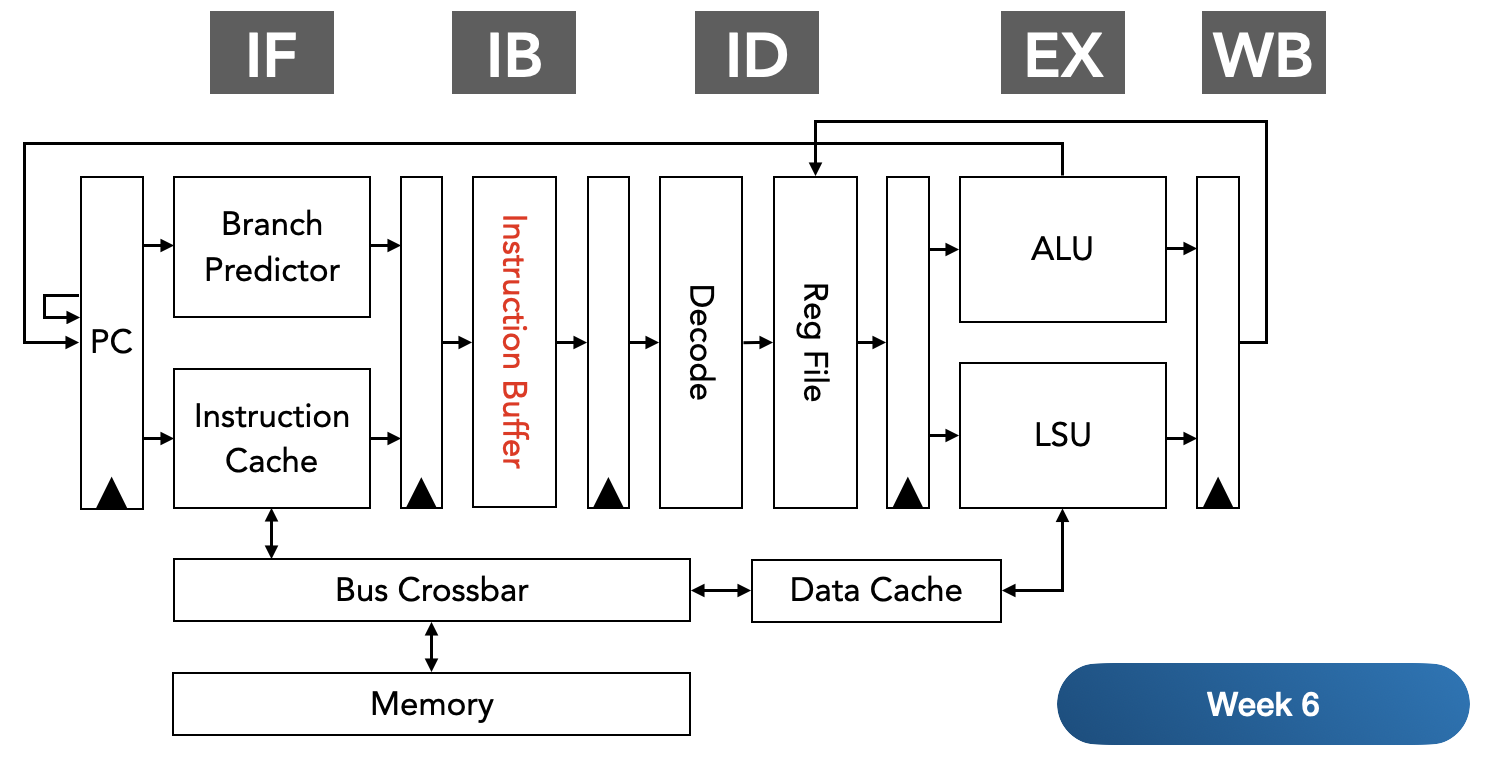 IF
IB
ID
EX
WB
PC
Branch
Predictor
Instruction
Cache
Instruction Buffer
Decode
Reg File
ALU
LSU
Bus Crossbar
Data Cache
Memory
Week 6